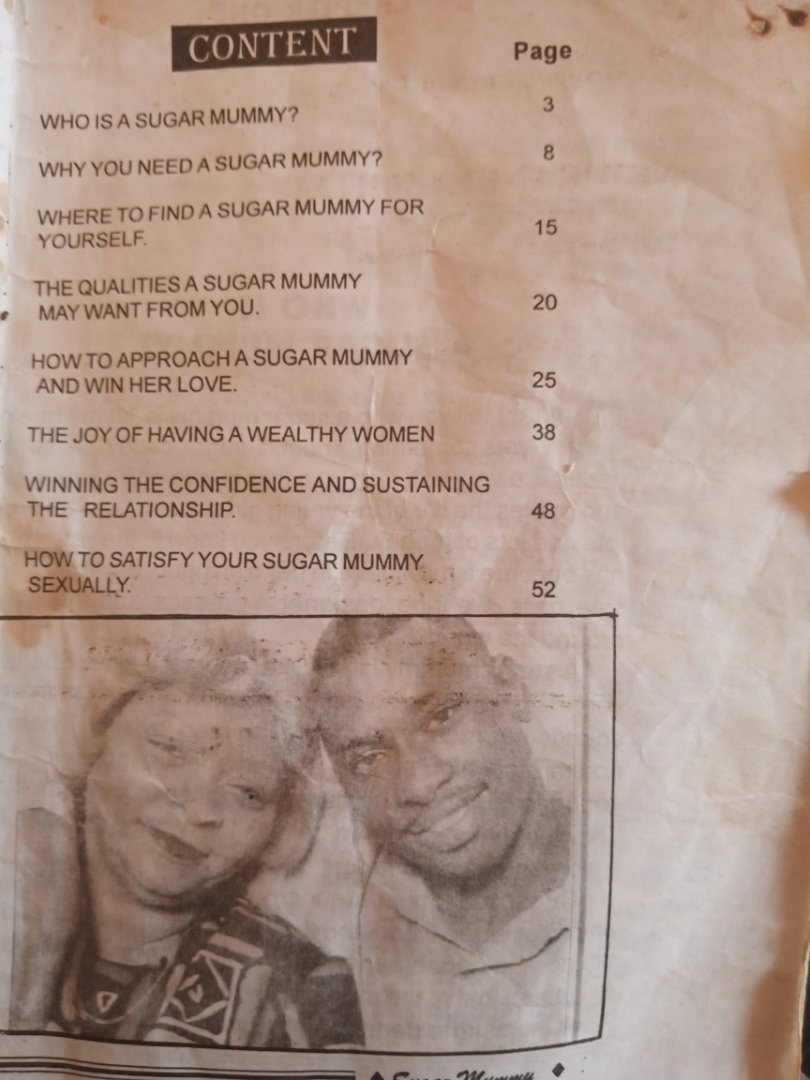 CONTENT
Page
WHO IS A SUGAR MUMMY? 3
WHY YOU NEED A SUGAR MUMMY? 8
WHERE TO FIND A SUGAR MUMMY FOR
YOURSELF. 15
THE QUALITIES A SUGAR MUMMY
MAY WANT FROM YOU. 20
HOW TO APPROACH A SUGAR MUMMY
AND WIN HER LOVE. 25
THE JOY OF HAVING A WEALTHY WOMEN 38
WINNING THE CONFIDENCE AND SUSTAINING
THE RELATIONSHIP. 48
HOW TO SATISFY YOUR SUGAR MUMMY
SEXUALLY. 52
Sugar Mummy